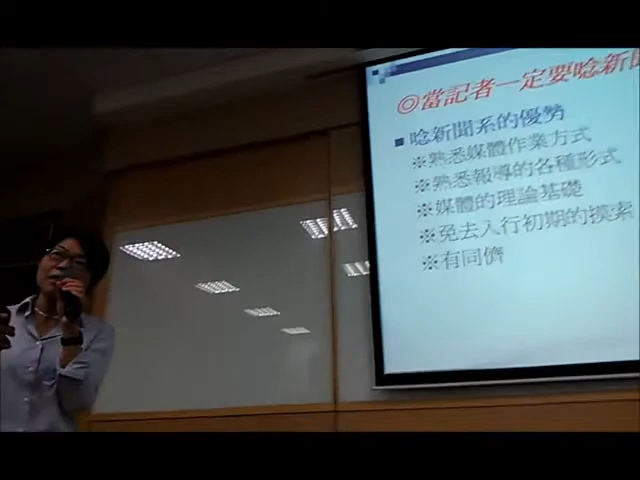 ◎當記者一定要唸新聞
■唸新聞系的優勢
※熟悉媒體作業方式
※熟悉報導的各種形式
※媒體的理論基礎
※免去入行初期的摸索
※有同儕